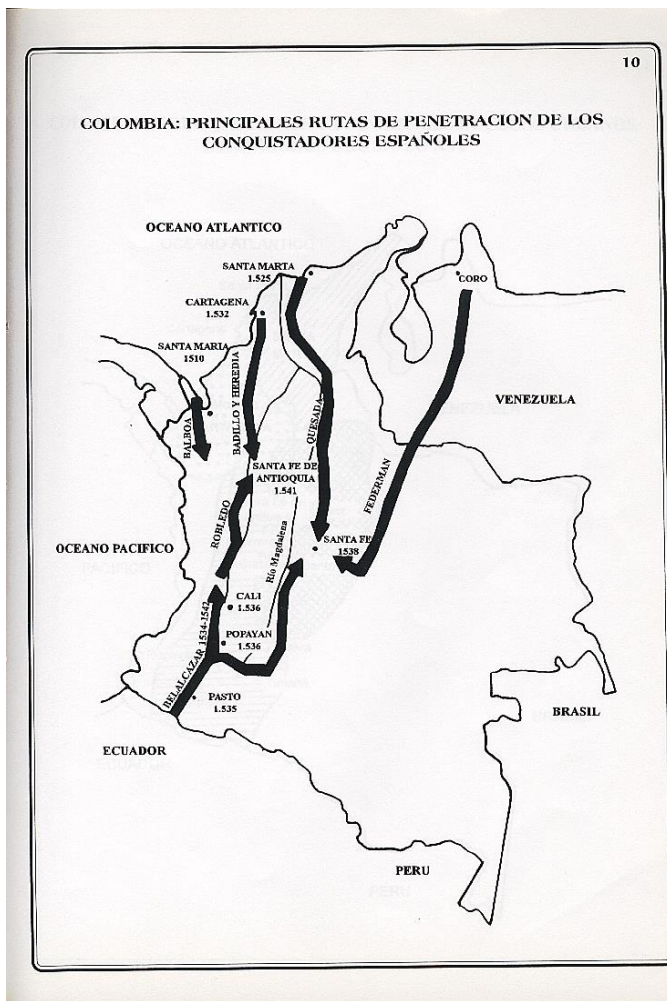 10
COLOMBIA: PRINCIPALES RUTAS DE PENETRACION DE LOS
CONQUISTADORES ESPAÑOLES
OCEANO ATLANTICO
SANTA MARTA
1.525
CORO
CARTAGENA
1.532
SANTA MARIA
1510
VENEZUELA
BALBOA
BADILLO Y HEREDIA
QUESADA
FEDERMAN
SANTA FE DE
ANTIOQUIA
1.541
ROBLEDO
Río Magdalena
SANTA FE
1538
OCEANO PACIFICO
CALI
1.536
POPAYAN
1.536
BELALCAZAR 1534-1542
PASTO
1.535
BRASIL
ECUADOR
PERU